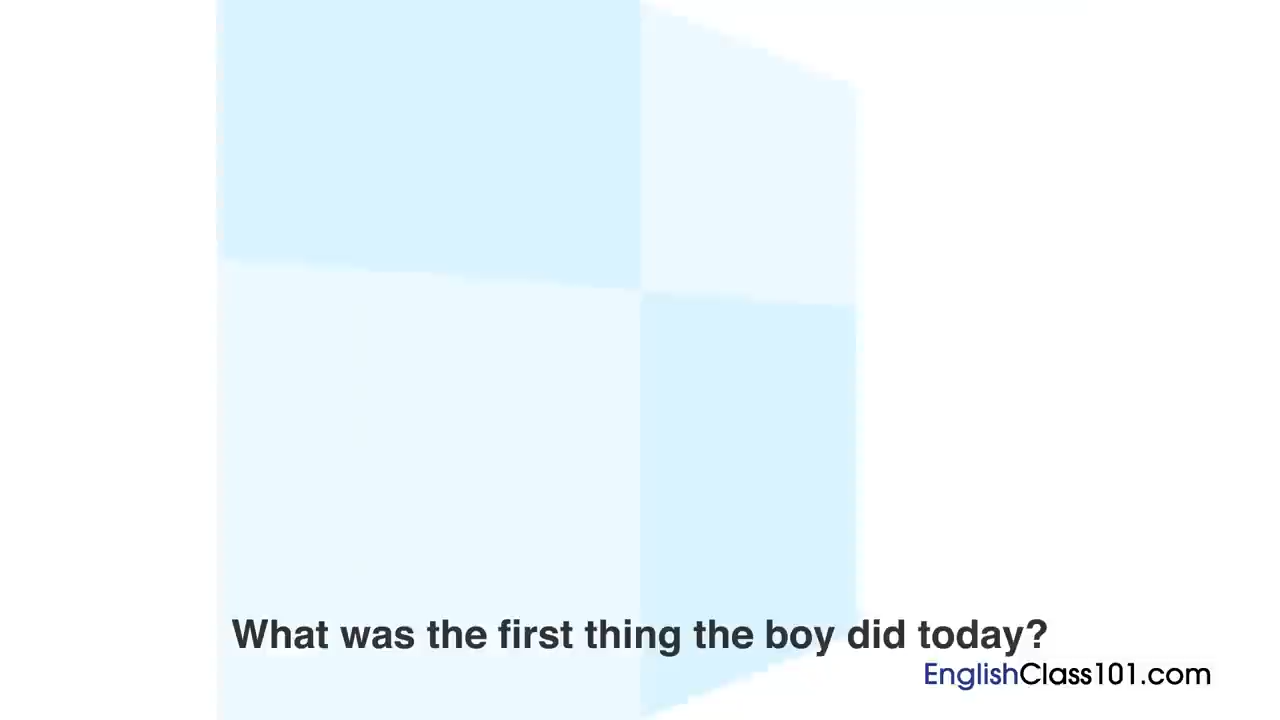 What was the first thing the boy did today?
EnglishClass101.com